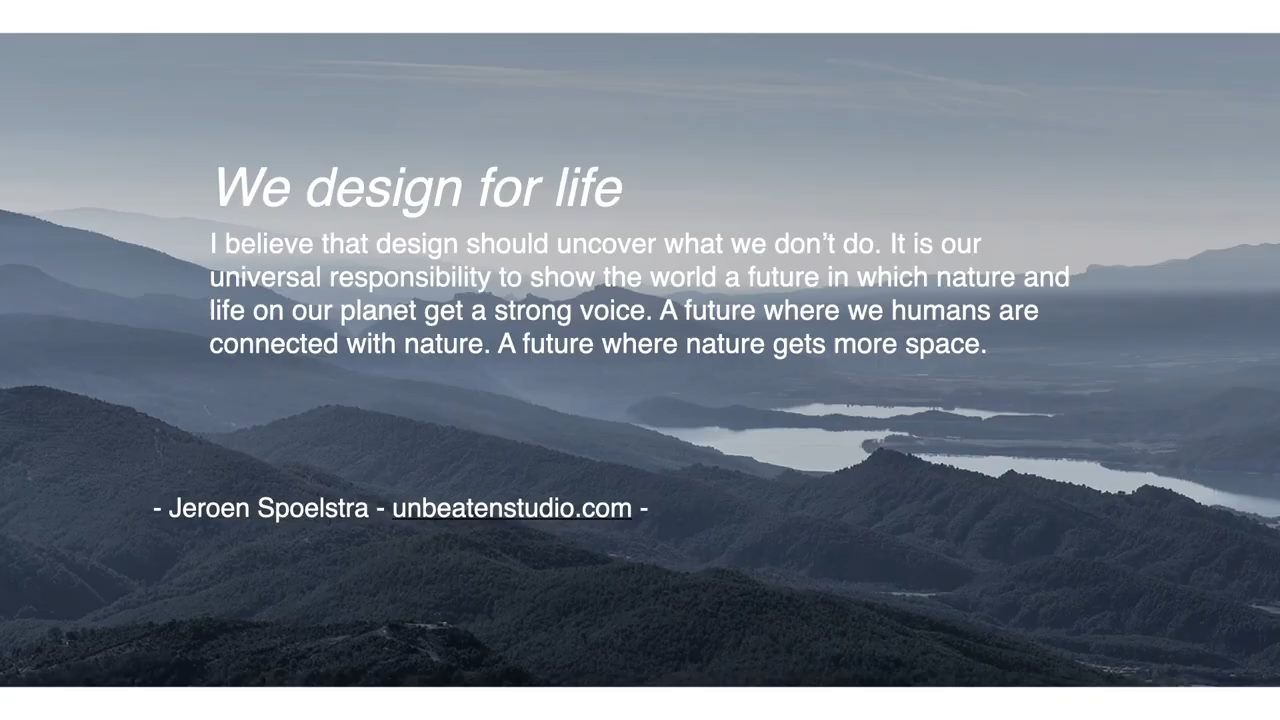 We design for life
I believe that design should uncover what we don’t do. It is our
universal responsibility to show the world a future in which nature and
life on our planet get a strong voice. A future where we humans are
connected with nature. A future where nature gets more space.
- Jeroen Spoelstra - unbeatenstudio.com -